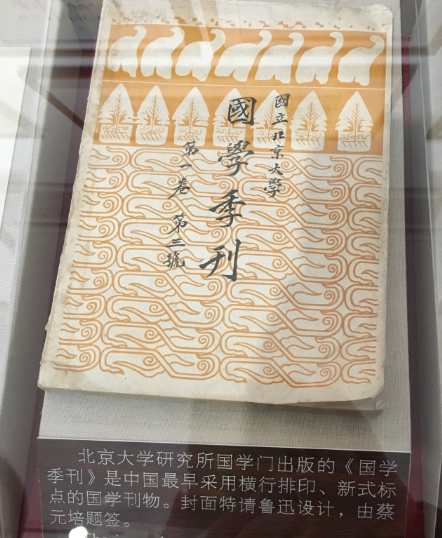 國立北京大學
國學季刊
第一卷第三號
北京大学研究所国学门出版的《国学
季刊》是中国最早采用横行排印、新式标
点的国学刊物。封面特请鲁迅设计，由蔡
元培题签。